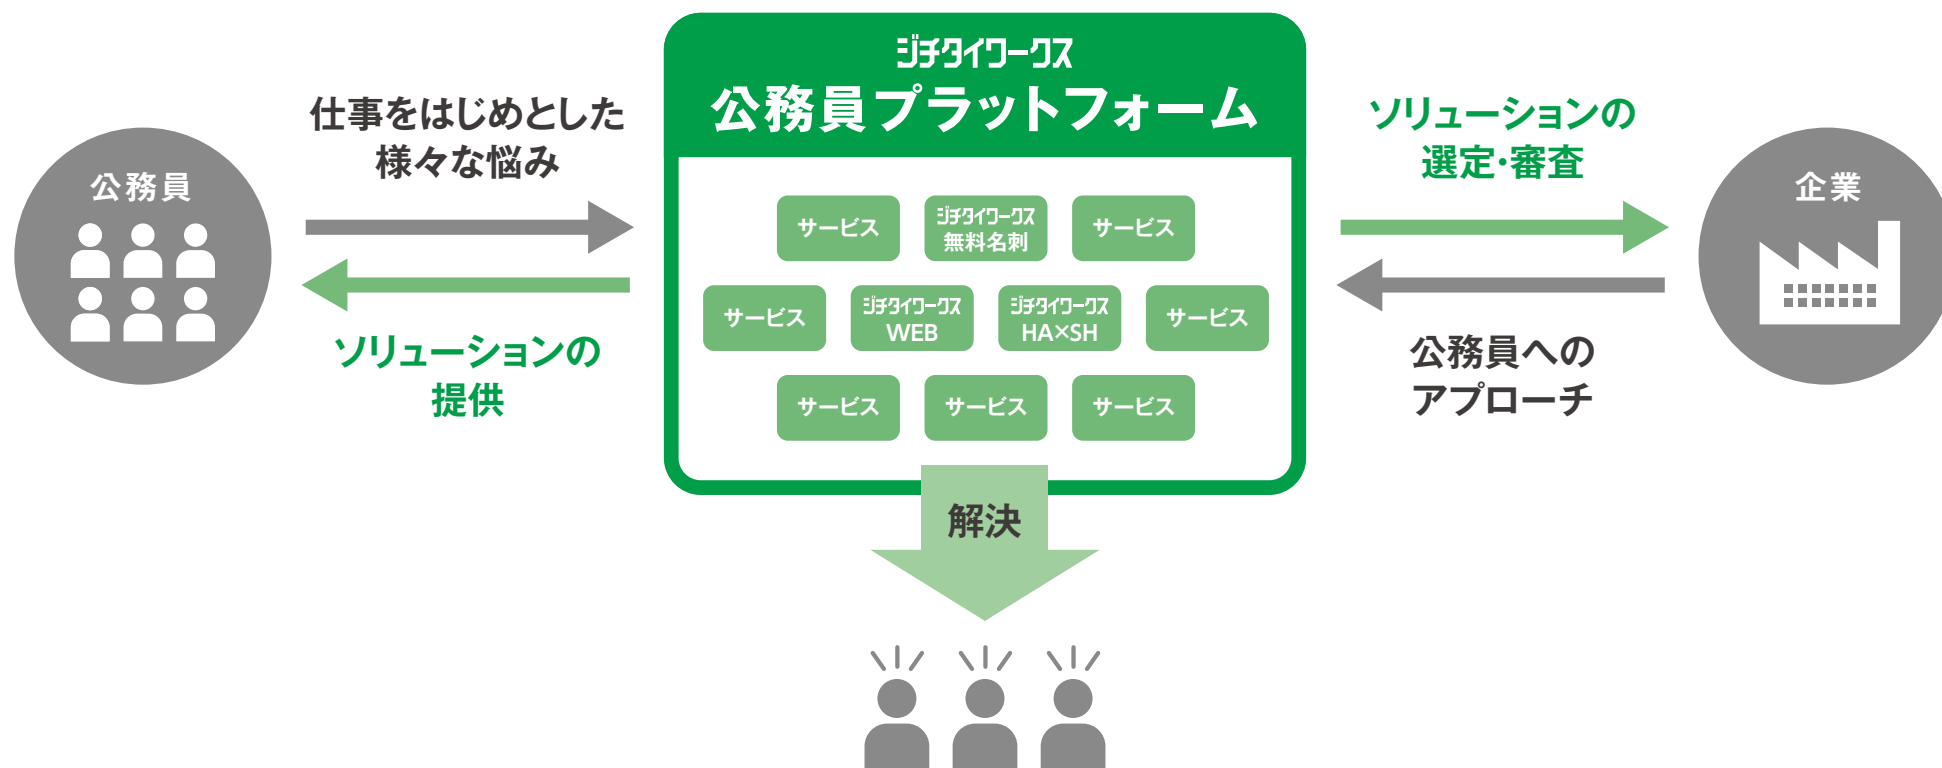 公務員
仕事をはじめとした
様々な悩み
ソリューションの
提供
ジチタイワークス
公務員プラットフォーム
サービス
ジチタイワークス
無料名刺
サービス
サービス
ジチタイワークス
WEB
ジチタイワークス
HA×SH
サービス
サービス
サービス
サービス
解決
ソリューションの
選定・審査
公務員への
アプローチ
企業